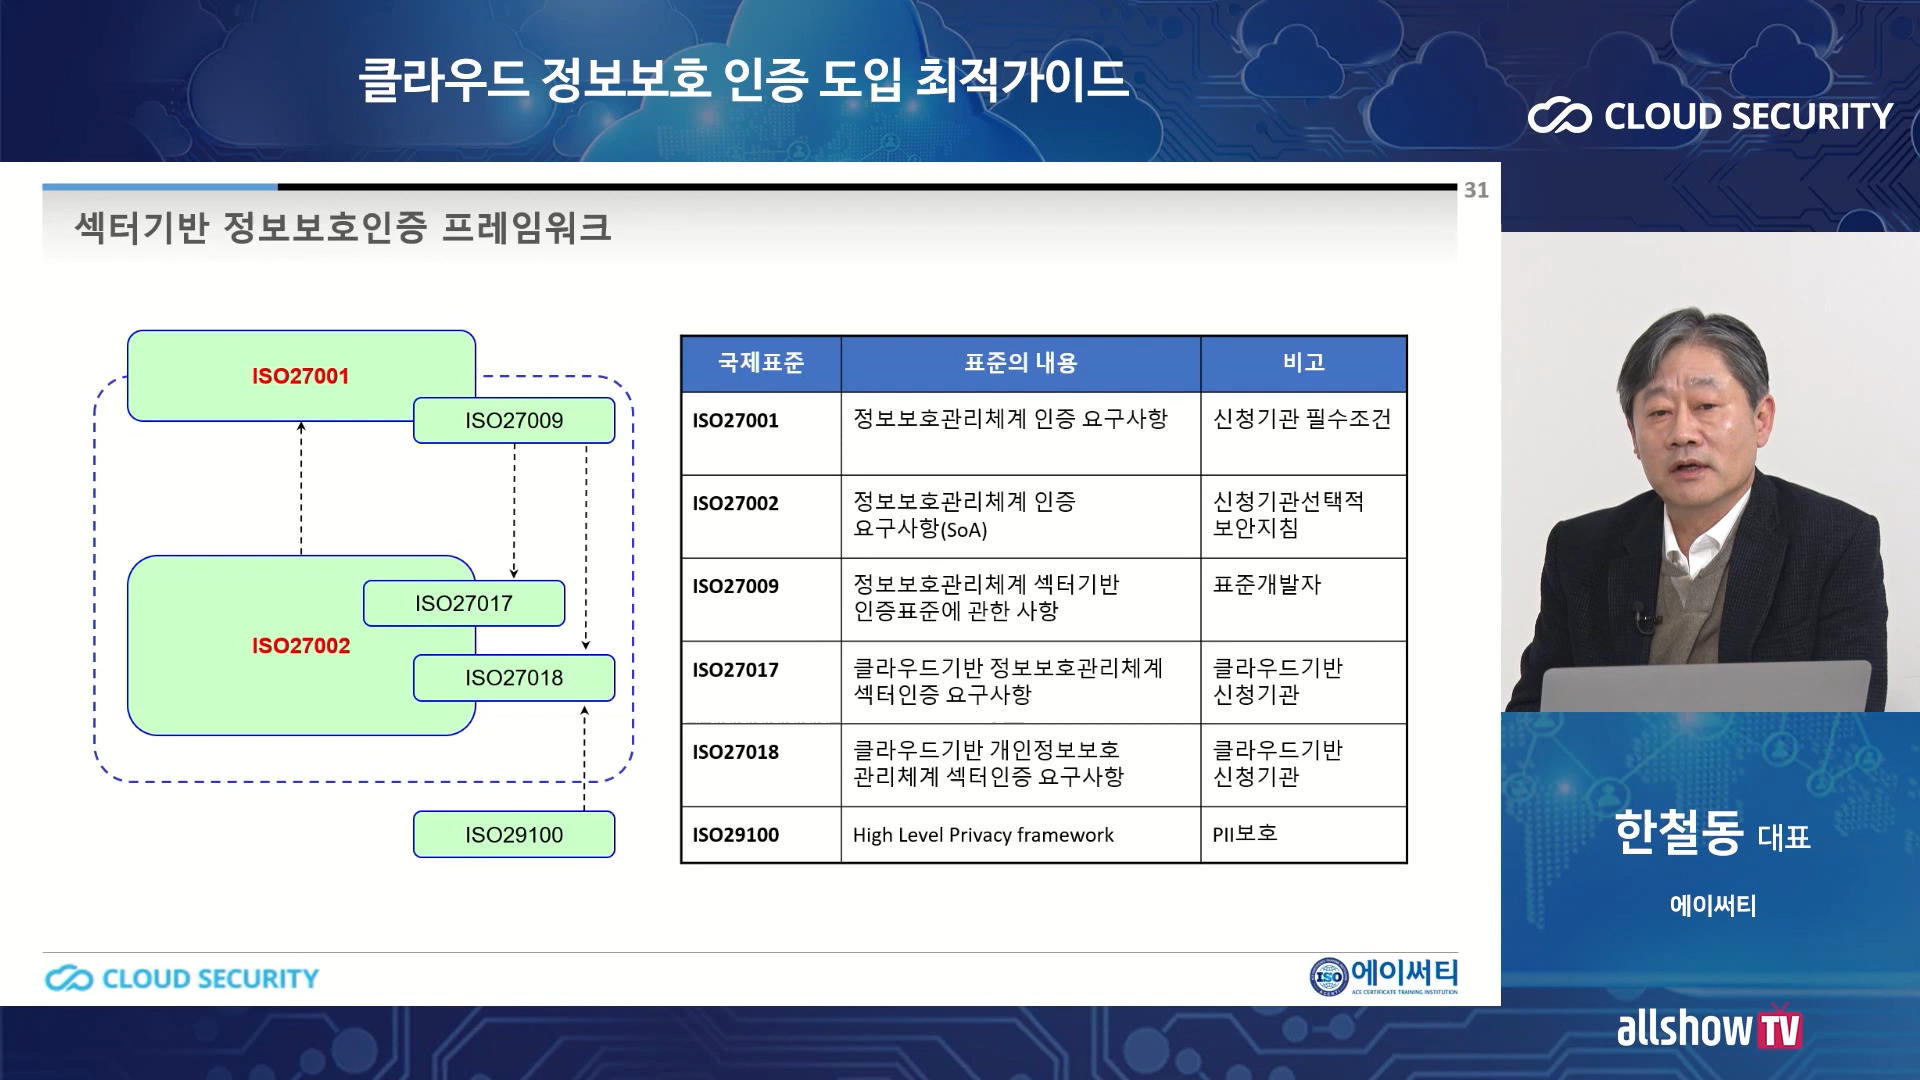 클라우드 정보보호 인증 도입 최적가이드
CLOUD SECURITY
31
섹터기반 정보보호인증 프레임워크
ISO27001
ISO27009
ISO27017
ISO27002
ISO27018
ISO29100
국제표준 표준의 내용 비고
ISO27001 정보보호관리체계 인증 요구사항 신청기관 필수조건
ISO27002 정보보호관리체계 인증 신청기관선택적
요구사항(SoA) 보안지침
ISO27009 정보보호관리체계 섹터기반 표준개발자
인증표준에 관한 사항
ISO27017 클라우드기반 정보보호관리체계 클라우드기반
섹터인증 요구사항 신청기관
ISO27018 클라우드기반 개인정보보호 클라우드기반
관리체계 섹터인증 요구사항 신청기관
ISO29100 High Level Privacy framework PII보호
한철동 대표
에이써티
CLOUD SECURITY
ISO 에이써티
ACE CERTIFICATE TRAINING INSTITUTION
allshow TV